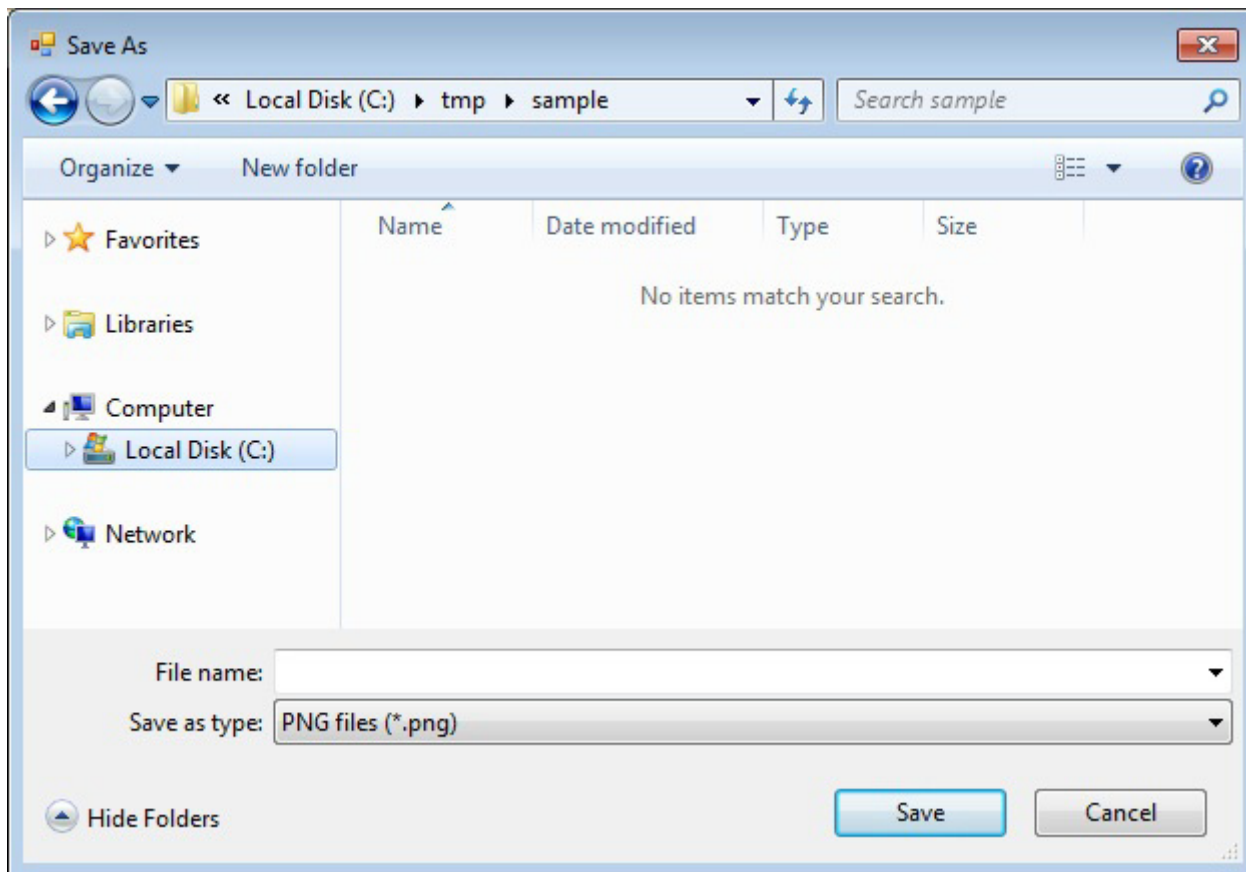 Save As
« Local Disk (C:) ▸ tmp ▸ sample Search sample
Organize New folder
Name Date modified Type Size
Favorites
No items match your search.
Libraries
Computer
Local Disk (C:)
Network
File name:
Save as type: PNG files (*.png)
Hide Folders Save Cancel